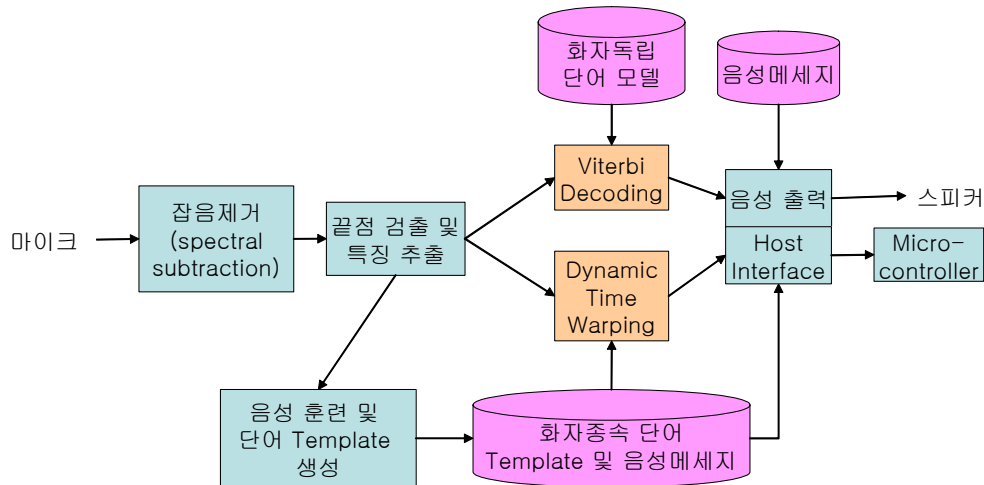 화자독립
단어 모델
음성메세지
마이크
잡음제거
(spectral
subtraction)
끝점 검출 및
특징 추출
Viterbi
Decoding
Dynamic
Time
Warping
음성 출력
Host
Interface
스피커
Micro-
controller
음성 훈련 및
단어 Template
생성
화자종속 단어
Template 및 음성메세지